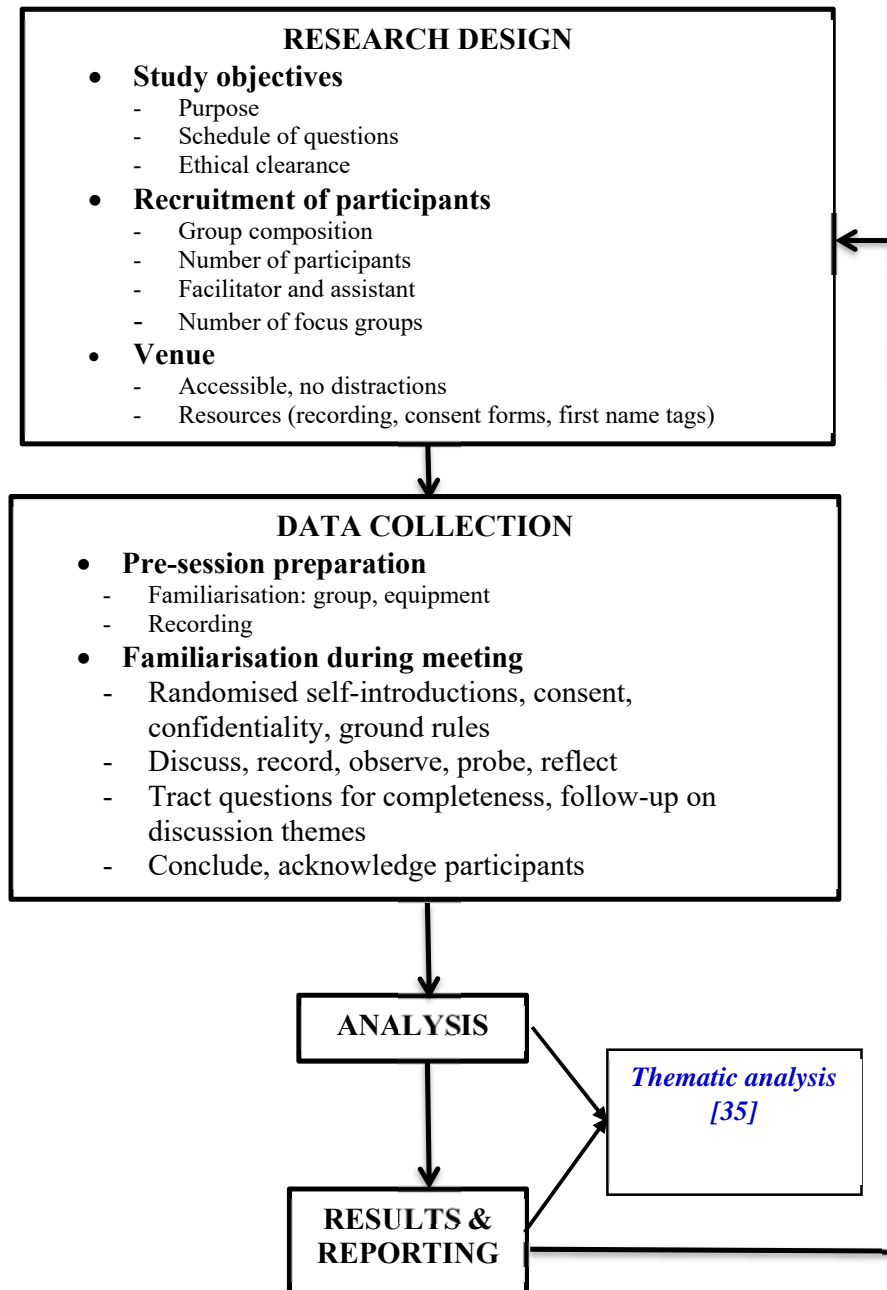 RESEARCH DESIGN
• Study objectives
- Purpose
- Schedule of questions
- Ethical clearance
• Recruitment of participants
- Group composition
- Number of participants
- Facilitator and assistant
- Number of focus groups
• Venue
- Accessible, no distractions
- Resources (recording, consent forms, first name tags)
DATA COLLECTION
• Pre-session preparation
- Familiarisation: group, equipment
- Recording
• Familiarisation during meeting
- Randomised self-introductions, consent,
confidentiality, ground rules
- Discuss, record, observe, probe, reflect
- Tract questions for completeness, follow-up on
discussion themes
- Conclude, acknowledge participants
ANALYSIS
Thematic analysis
[35]
RESULTS &
REPORTING